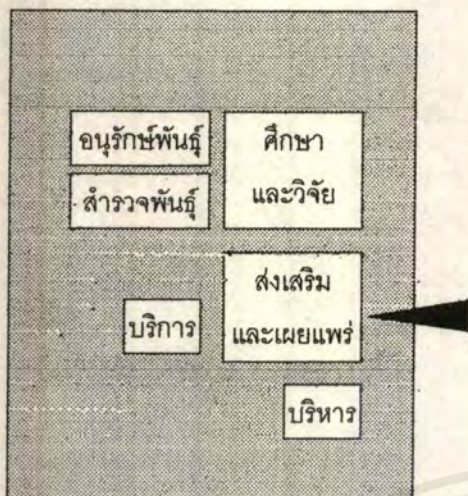 อนุรักษ์พันธุ์
สำรวจพันธุ์
ศึกษา
และวิจัย
บริการ
ส่งเสริม
และเผยแพร่
บริหาร